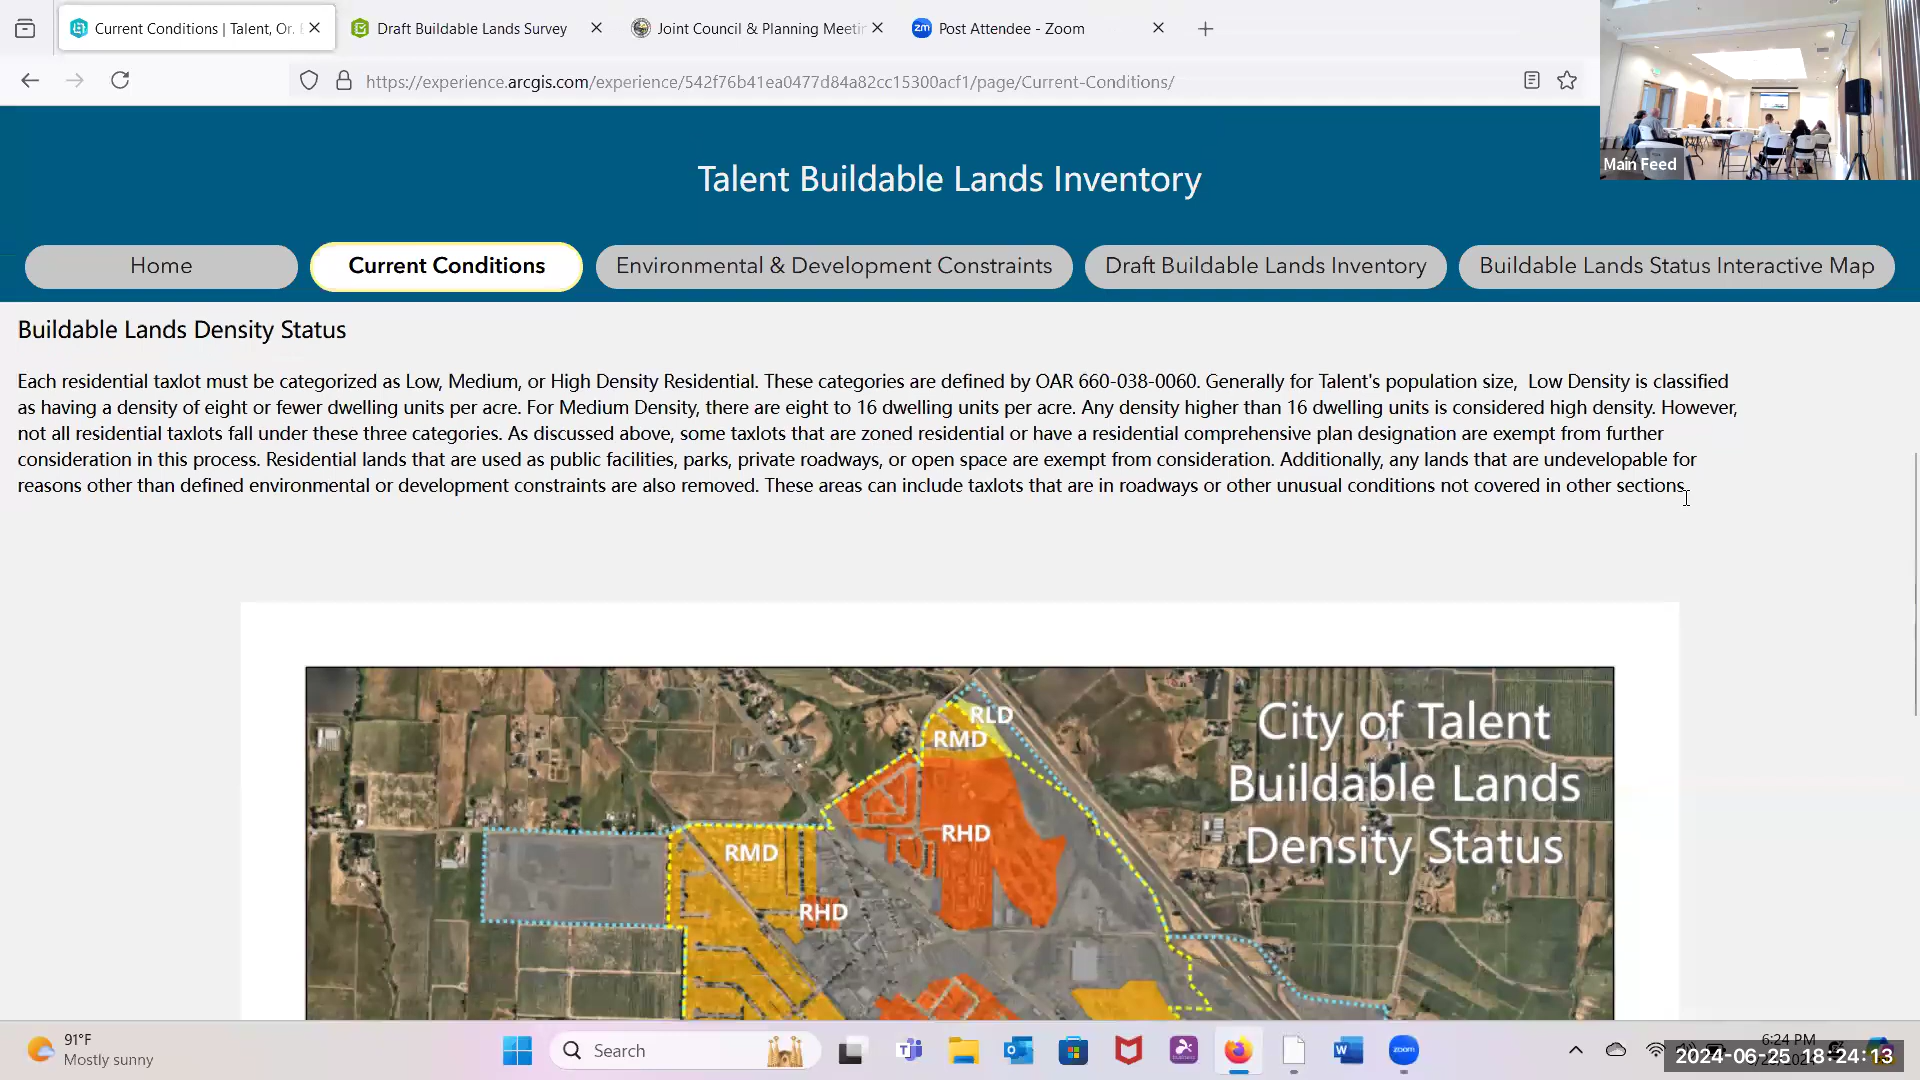 Current Conditions | Talent, Or.
Draft Buildable Lands Survey
Joint Council & Planning Meetin
zm Post Attendee - Zoom
https://experience.arcgis.com/experience/542f76b41ea0477d84a82cc15300acf1/page/Current-Conditions/
Main Feed
Talent Buildable Lands Inventory
Home
Current Conditions
Environmental & Development Constraints
Draft Buildable Lands Inventory
Buildable Lands Status Interactive Map
Buildable Lands Density Status
Each residential taxlot must be categorized as Low, Medium, or High Density Residential. These categories are defined by OAR 660-038-0060. Generally for Talent's population size, Low Density is classified
as having a density of eight or fewer dwelling units per acre. For Medium Density, there are eight to 16 dwelling units per acre. Any density higher than 16 dwelling units is considered high density. However,
not all residential taxlots fall under these three categories. As discussed above, some taxlots that are zoned residential or have a residential comprehensive plan designation are exempt from further
consideration in this process. Residential lands that are used as public facilities, parks, private roadways, or open space are exempt from consideration. Additionally, any lands that are undevelopable for
reasons other than defined environmental or development constraints are also removed. These areas can include taxlots that are in roadways or other unusual conditions not covered in other sections.
City of Talent
Buildable Lands
Density Status
RLD
RMD
RHD
RMD
RHD
91°F
Mostly sunny
Search
zoom
6:24 PM
2024-06-25 18:24:13